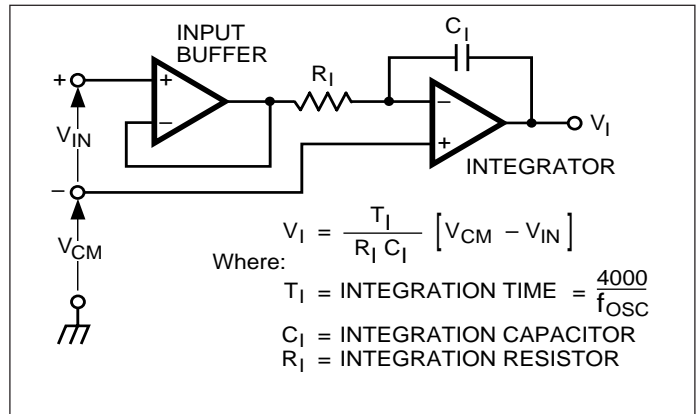 INPUT
BUFFER
C_I
R_I
+
+
−
−
+
V_IN
V_I
−
INTEGRATOR
V_CM
V_I = T_I / (R_I C_I) [V_CM – V_IN]
Where:
T_I = INTEGRATION TIME = 4000 / f_OSC
C_I = INTEGRATION CAPACITOR
R_I = INTEGRATION RESISTOR